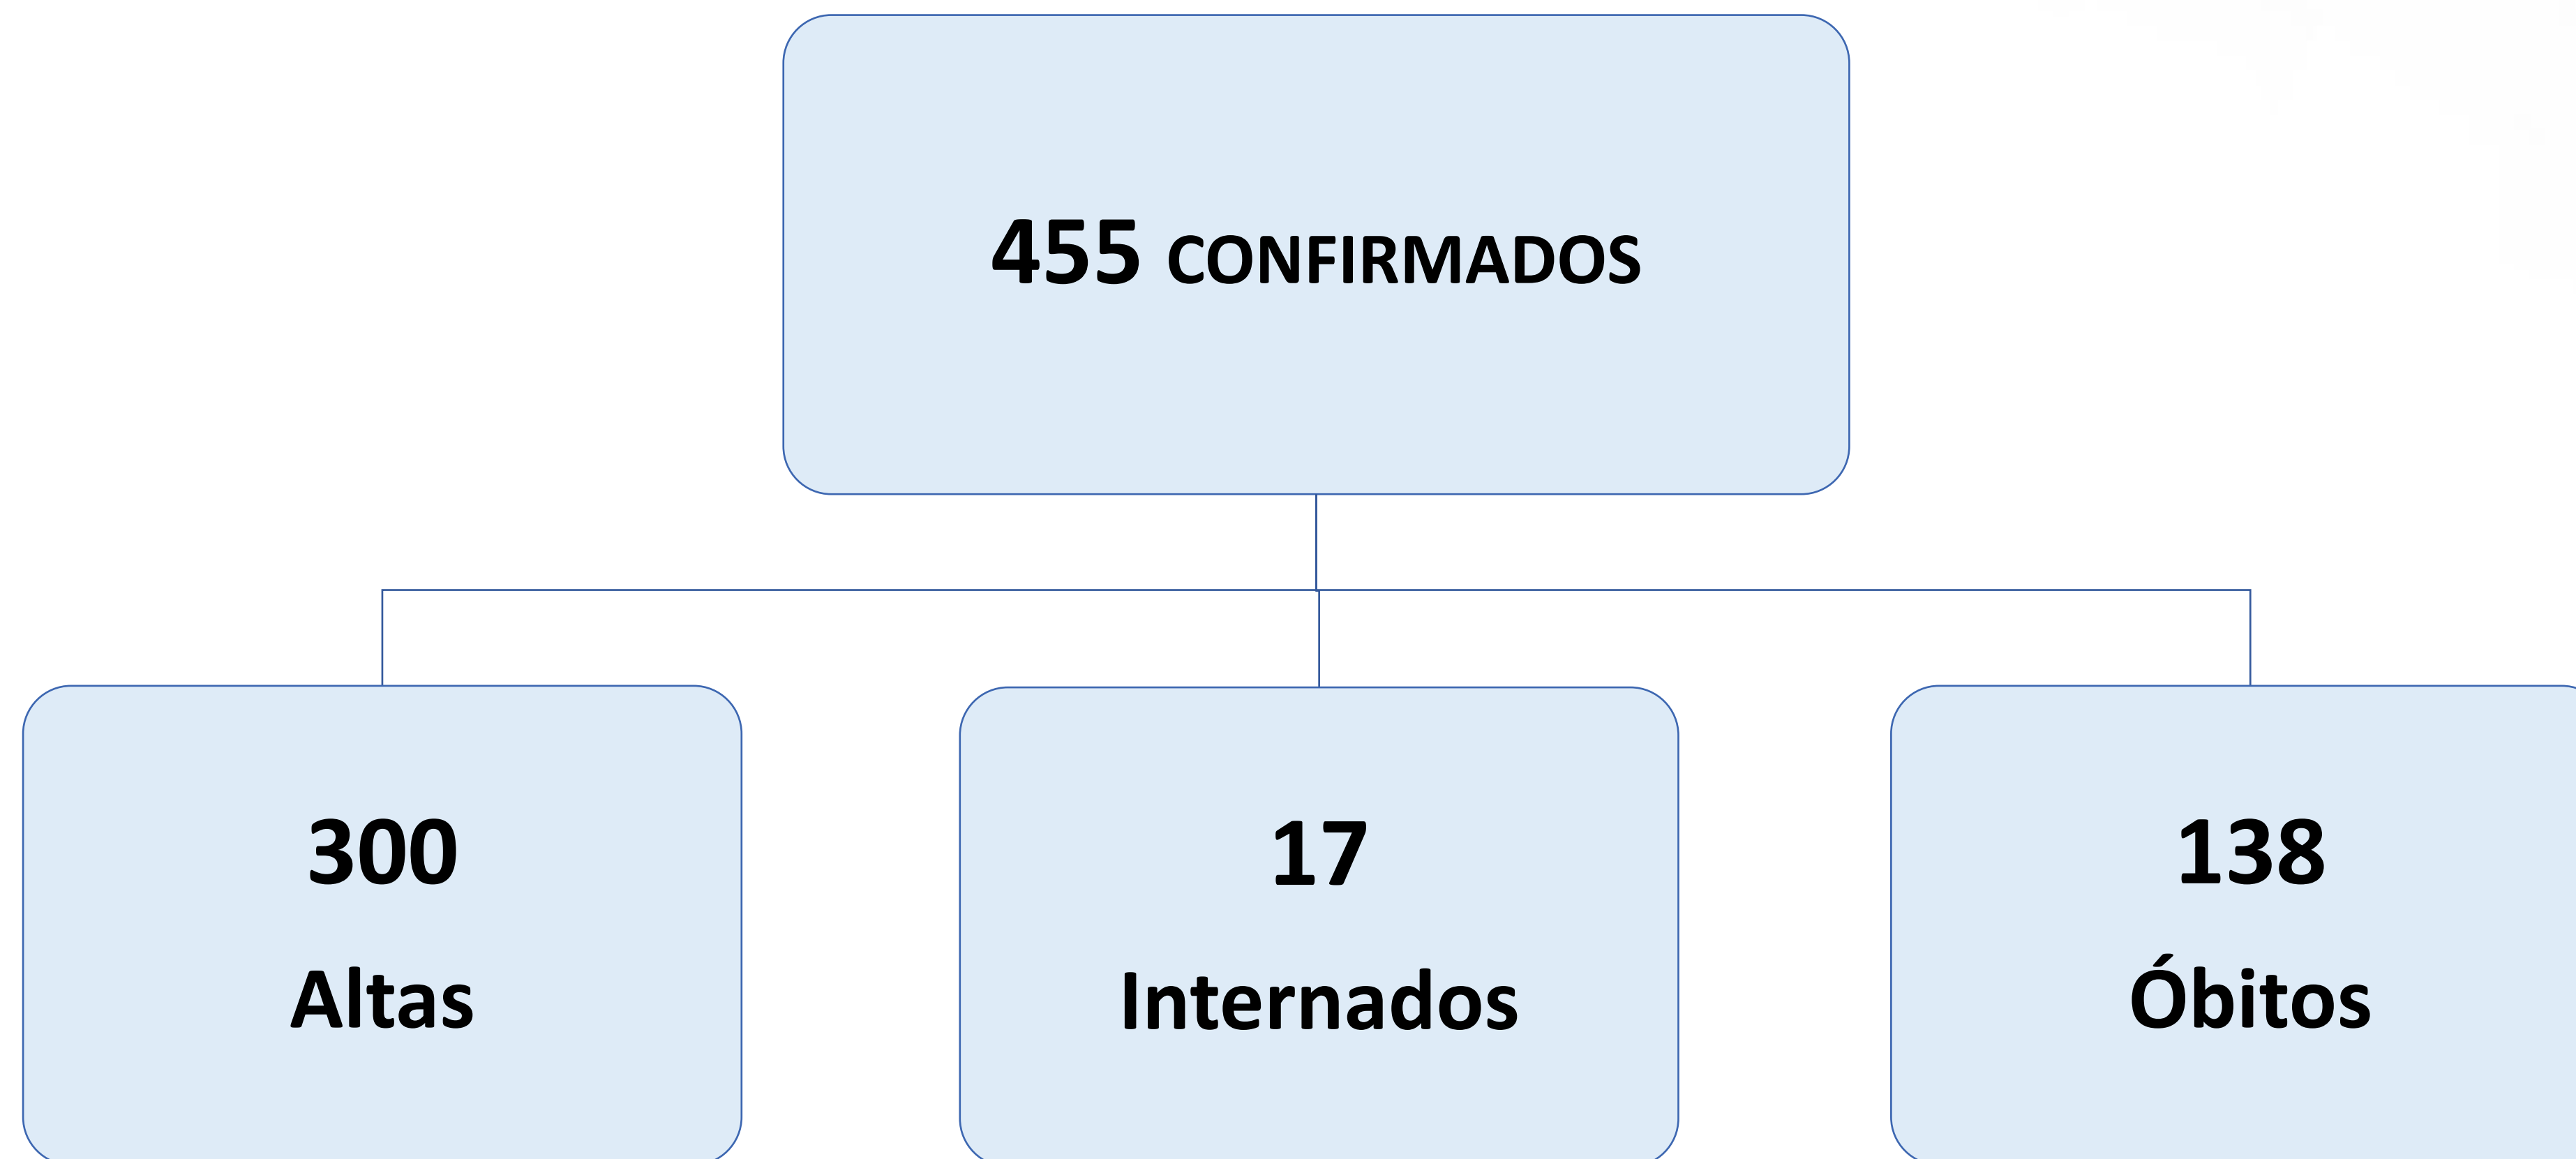 455 CONFIRMADOS
300
Altas
17
Internados
138
Óbitos